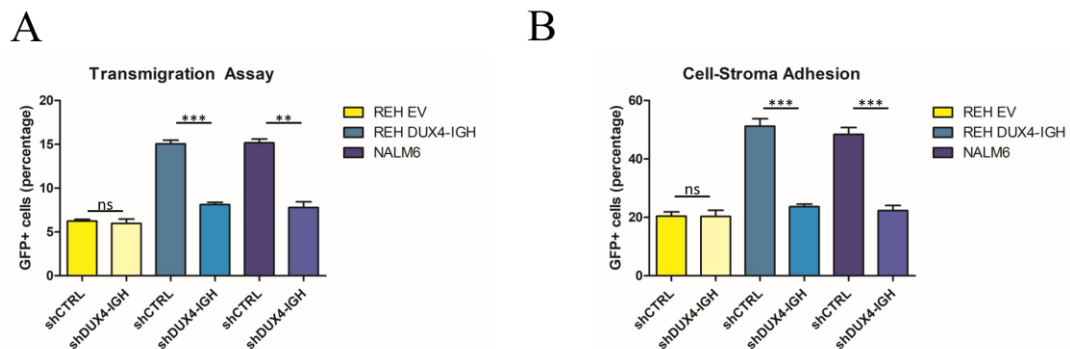 A
Transmigration Assay
GFP+ cells (percentage)
20
15
10
5
0
ns
***
**
shCTRL
shDUX4-IGH
shCTRL
shDUX4-IGH
shCTRL
shDUX4-IGH
REH EV
REH DUX4-IGH
NALM6
B
Cell-Stroma Adhesion
GFP+ cells (percentage)
60
40
20
0
ns
***
***
shCTRL
shDUX4-IGH
shCTRL
shDUX4-IGH
shCTRL
shDUX4-IGH
REH EV
REH DUX4-IGH
NALM6